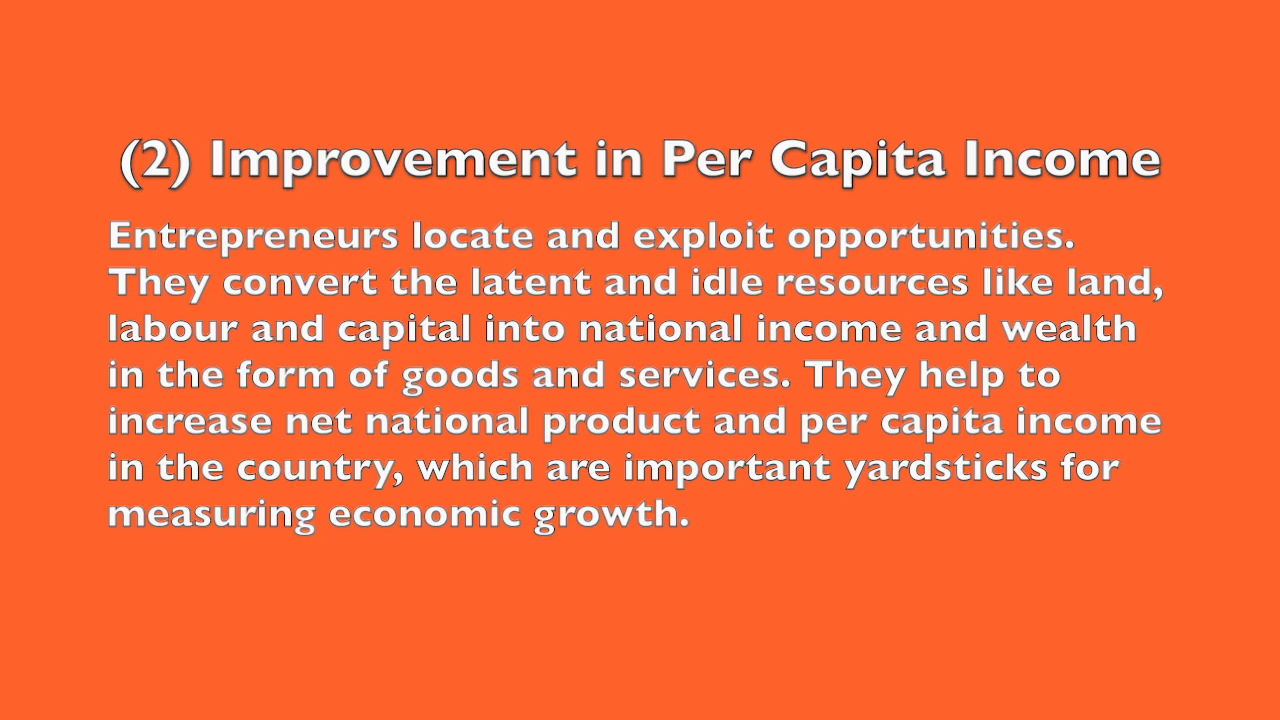 (2) Improvement in Per Capita Income
Entrepreneurs locate and exploit opportunities.
They convert the latent and idle resources like land,
labour and capital into national income and wealth
in the form of goods and services. They help to
increase net national product and per capita income
in the country, which are important yardsticks for
measuring economic growth.